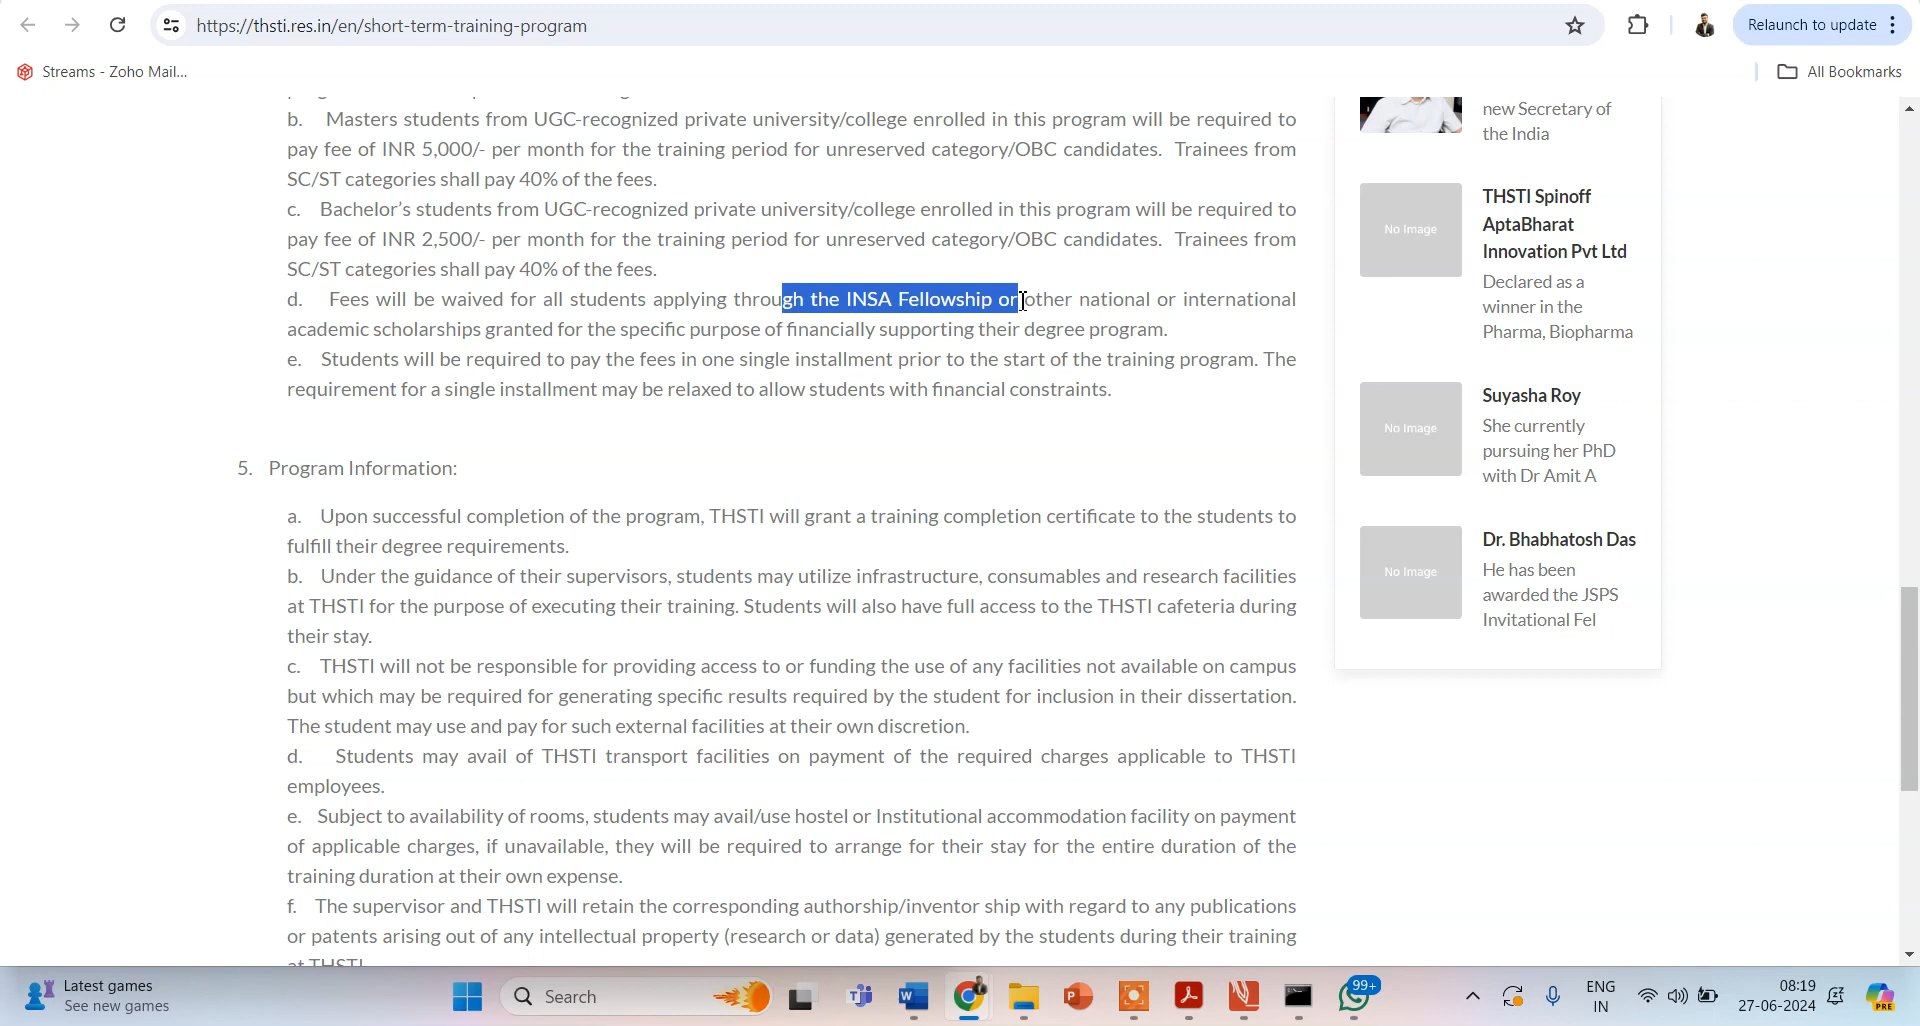 https://thsti.res.in/en/short-term-training-program
Relaunch to update
Streams - Zoho Mail...
All Bookmarks
b. Masters students from UGC-recognized private university/college enrolled in this program will be required to
pay fee of INR 5,000/- per month for the training period for unreserved category/OBC candidates. Trainees from
SC/ST categories shall pay 40% of the fees.
c. Bachelor’s students from UGC-recognized private university/college enrolled in this program will be required to
pay fee of INR 2,500/- per month for the training period for unreserved category/OBC candidates. Trainees from
SC/ST categories shall pay 40% of the fees.
d. Fees will be waived for all students applying through the INSA Fellowship or other national or international
academic scholarships granted for the specific purpose of financially supporting their degree program.
e. Students will be required to pay the fees in one single installment prior to the start of the training program. The
requirement for a single installment may be relaxed to allow students with financial constraints.
5. Program Information:
a. Upon successful completion of the program, THSTI will grant a training completion certificate to the students to
fulfill their degree requirements.
b. Under the guidance of their supervisors, students may utilize infrastructure, consumables and research facilities
at THSTI for the purpose of executing their training. Students will also have full access to the THSTI cafeteria during
their stay.
c. THSTI will not be responsible for providing access to or funding the use of any facilities not available on campus
but which may be required for generating specific results required by the student for inclusion in their dissertation.
The student may use and pay for such external facilities at their own discretion.
d. Students may avail of THSTI transport facilities on payment of the required charges applicable to THSTI
employees.
e. Subject to availability of rooms, students may avail/use hostel or Institutional accommodation facility on payment
of applicable charges, if unavailable, they will be required to arrange for their stay for the entire duration of the
training duration at their own expense.
f. The supervisor and THSTI will retain the corresponding authorship/inventor ship with regard to any publications
or patents arising out of any intellectual property (research or data) generated by the students during their training
at THSTI
new Secretary of
the India
No Image
THSTI Spinoff
AptaBharat
Innovation Pvt Ltd
Declared as a
winner in the
Pharma, Biopharma
No Image
Suyasha Roy
She currently
pursuing her PhD
with Dr Amit A
No Image
Dr. Bhabhatosh Das
He has been
awarded the JSPS
Invitational Fel
Latest games
See new games
Search
99+
ENG
IN
08:19
27-06-2024
PRE